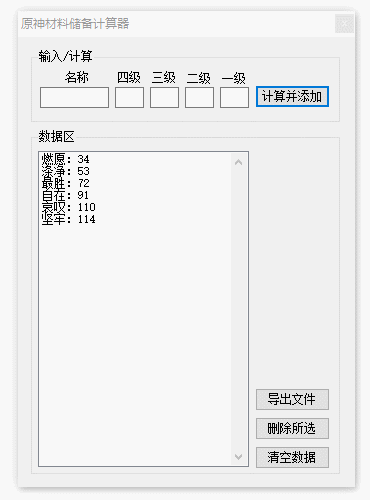 原神材料储备计算器
输入/计算
名称 四级 三级 二级 一级
计算并添加
数据区
燃愿: 34
涤净: 53
最胜: 72
自在: 91
哀叹: 110
坚牢: 114
导出文件
删除所选
清空数据